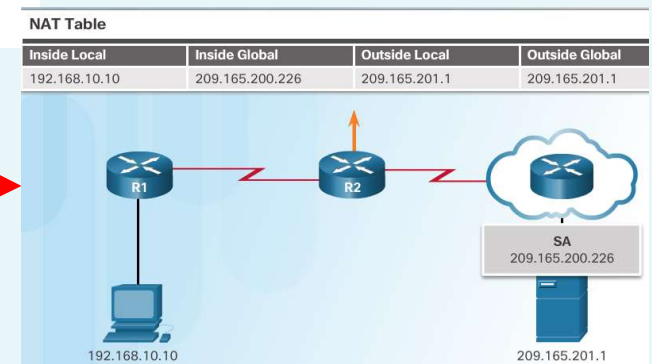 NAT Table
Inside Local Inside Global Outside Local Outside Global
192.168.10.10 209.165.200.226 209.165.201.1 209.165.201.1
R1 R2
SA
209.165.200.226
192.168.10.10 209.165.201.1